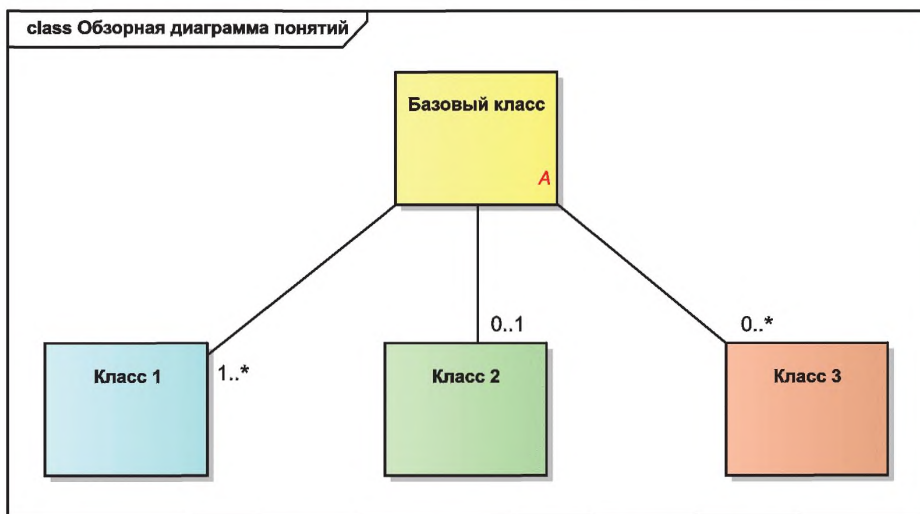 class Обзорная диаграмма понятий
Базовый класс
A
1..*
0..1
0..*
Класс 1
Класс 2
Класс 3